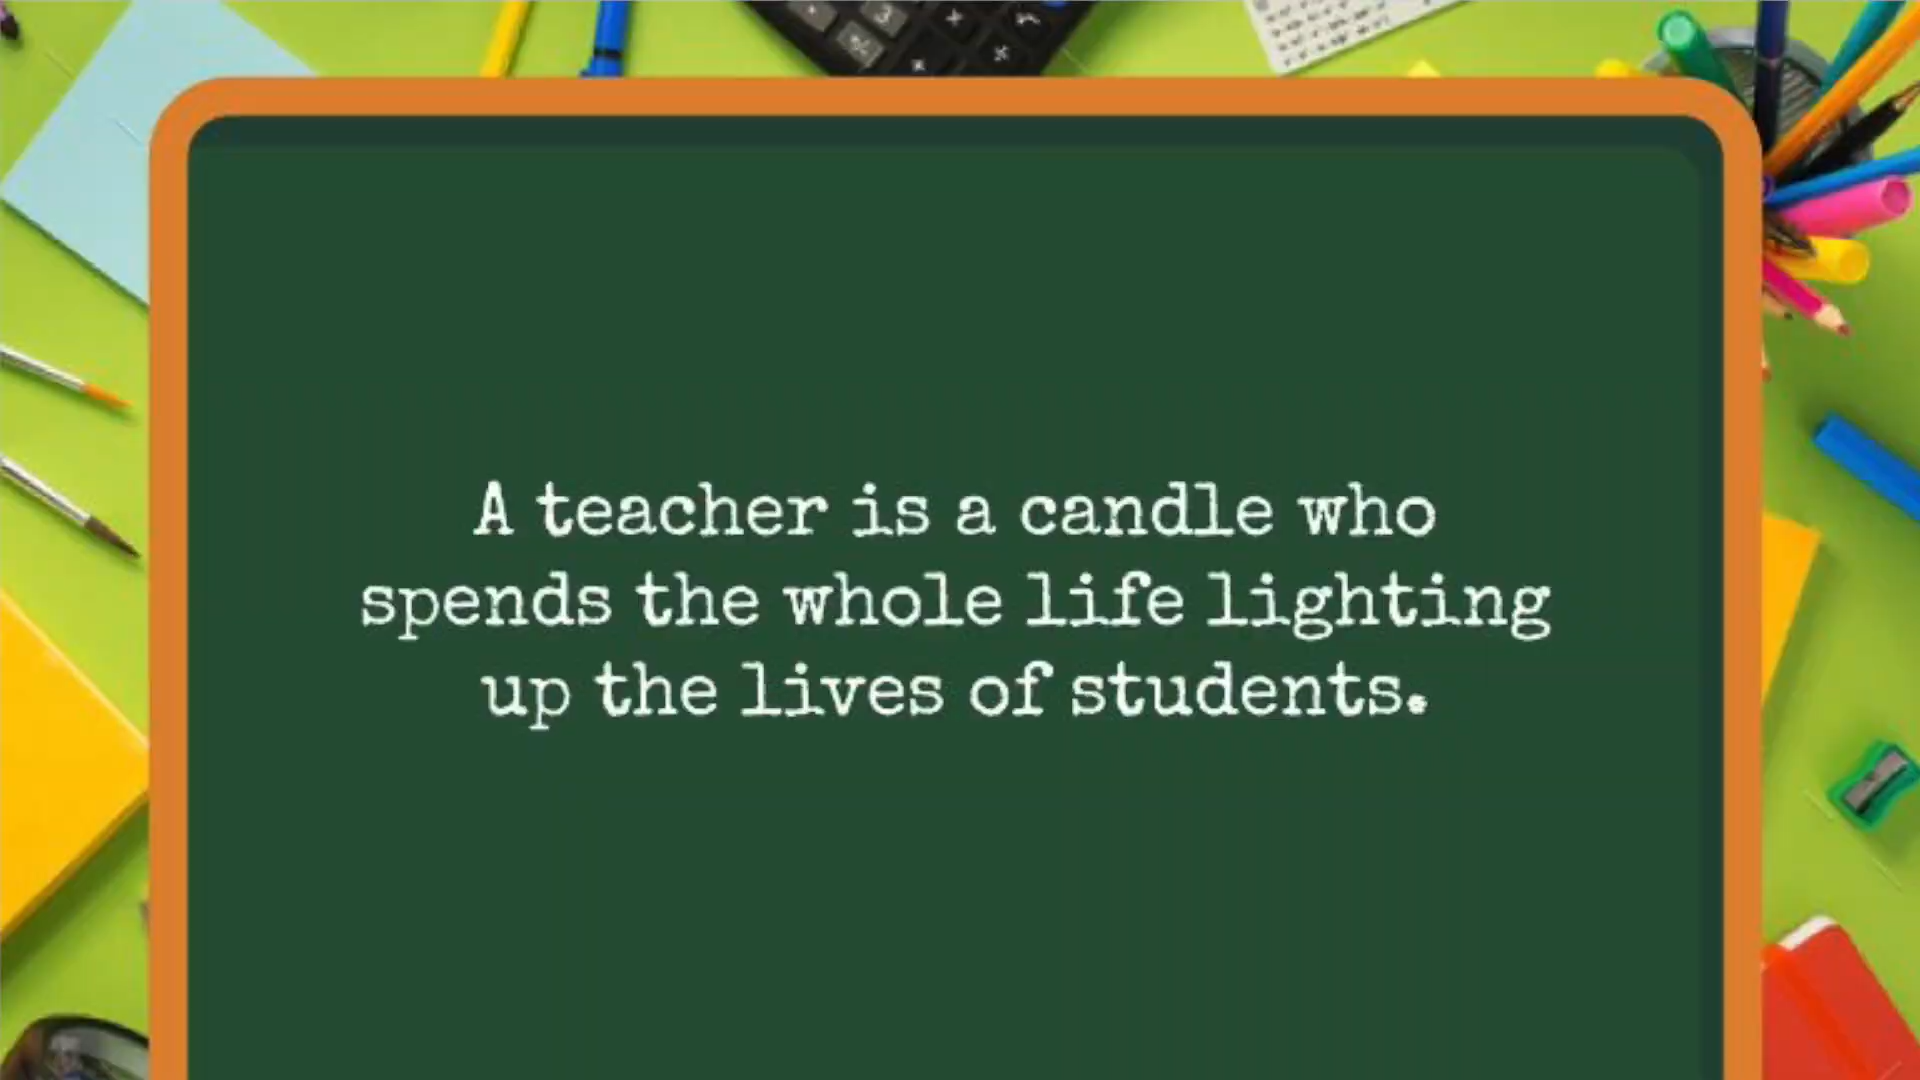 A teacher is a candle who
spends the whole life lighting
up the lives of students.